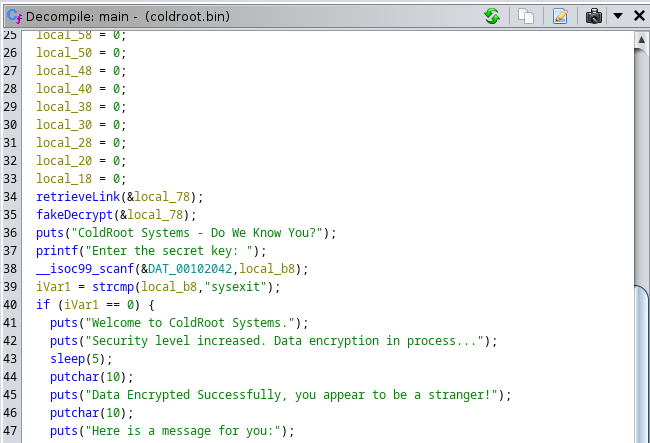 Decompile: main - (coldroot.bin)
25 local_58 = 0;
26 local_50 = 0;
27 local_48 = 0;
28 local_40 = 0;
29 local_38 = 0;
30 local_30 = 0;
31 local_28 = 0;
32 local_20 = 0;
33 local_18 = 0;
34 retrieveLink(&local_78);
35 fakeDecrypt(&local_78);
36 puts("ColdRoot Systems - Do We Know You?");
37 printf("Enter the secret key: ");
38 __isoc99_scanf(&DAT_00102042,local_b8);
39 iVar1 = strcmp(local_b8,"sysexit");
40 if (iVar1 == 0) {
41 puts("Welcome to ColdRoot Systems.");
42 puts("Security level increased. Data encryption in process...");
43 sleep(5);
44 putchar(10);
45 puts("Data Encrypted Successfully, you appear to be a stranger!");
46 putchar(10);
47 puts("Here is a message for you:");